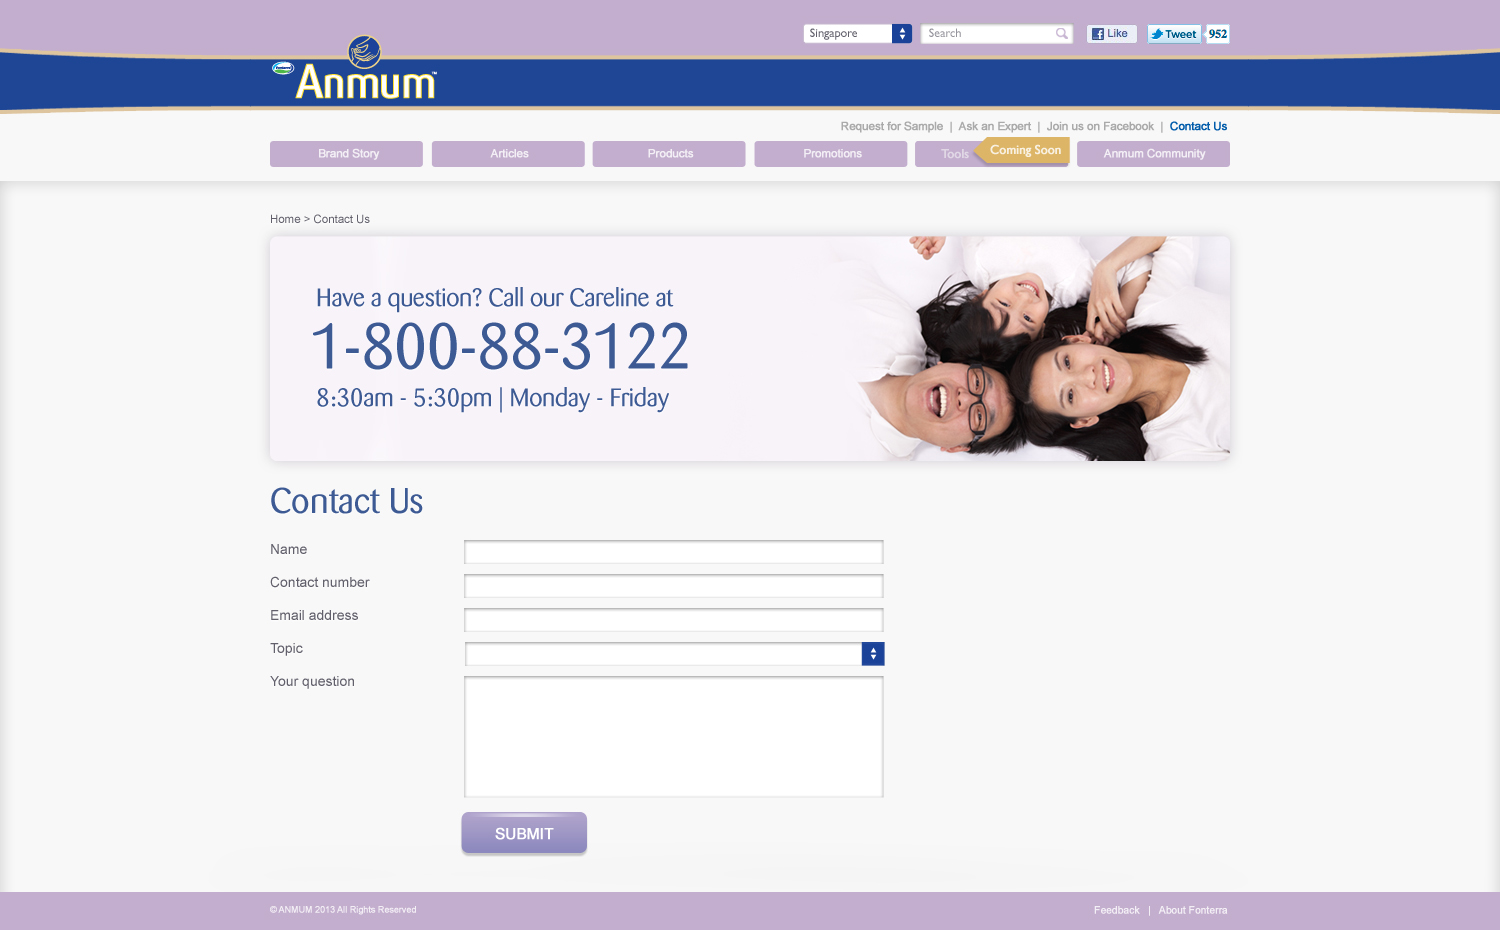 Singapore
Search
Like
Tweet
952
Anmum™
Request for Sample | Ask an Expert | Join us on Facebook | Contact Us
Brand Story
Articles
Products
Promotions
Tools
Coming Soon
Anmum Community
Home > Contact Us
Have a question? Call our Careline at
1-800-88-3122
8:30am - 5:30pm | Monday - Friday
Contact Us
Name
Contact number
Email address
Topic
Your question
SUBMIT
© ANMUM 2013 All Rights Reserved
Feedback | About Fonterra